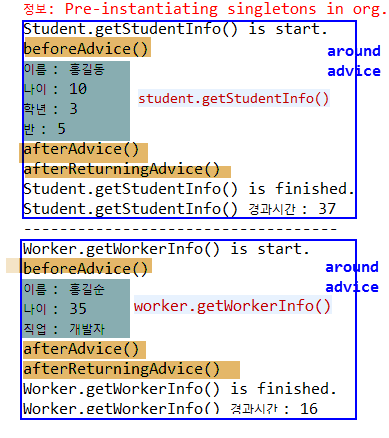 정보: Pre-instantiating singletons in org.
Student.getStudentInfo() is start.
beforeAdvice()
around
advice
이름 : 홍길동
나이 : 10
student.getStudentInfo()
학년 : 3
반 : 5
afterAdvice()
afterReturningAdvice()
Student.getStudentInfo() is finished.
Student.getStudentInfo() 경과시간 : 37
-----------------------------------
Worker.getWorkerInfo() is start.
beforeAdvice()
around
advice
이름 : 홍길순
나이 : 35
worker.getWorkerInfo()
직업 : 개발자
afterAdvice()
afterReturningAdvice()
Worker.getWorkerInfo() is finished.
Worker.getWorkerInfo() 경과시간 : 16